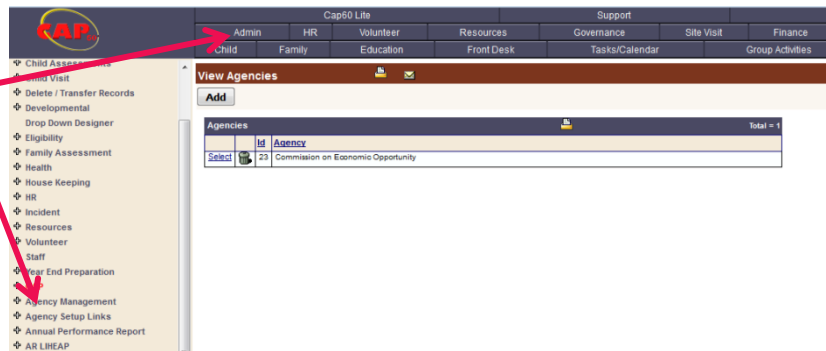 CAP
Cap60 Lite Support
Admin HR Volunteer Resources Governance Site Visit Finance
Child Family Education Front Desk Tasks/Calendar Group Activities
Child Assessments
Child Visit
Delete / Transfer Records
Developmental
Drop Down Designer
Eligibility
Family Assessment
Health
House Keeping
HR
Incident
Resources
Volunteer
Staff
Year End Preparation
Agency Management
Agency Setup Links
Annual Performance Report
AR LIHEAP
View Agencies
Add
Agencies Total = 1
Id Agency
Select 23 Commission on Economic Opportunity